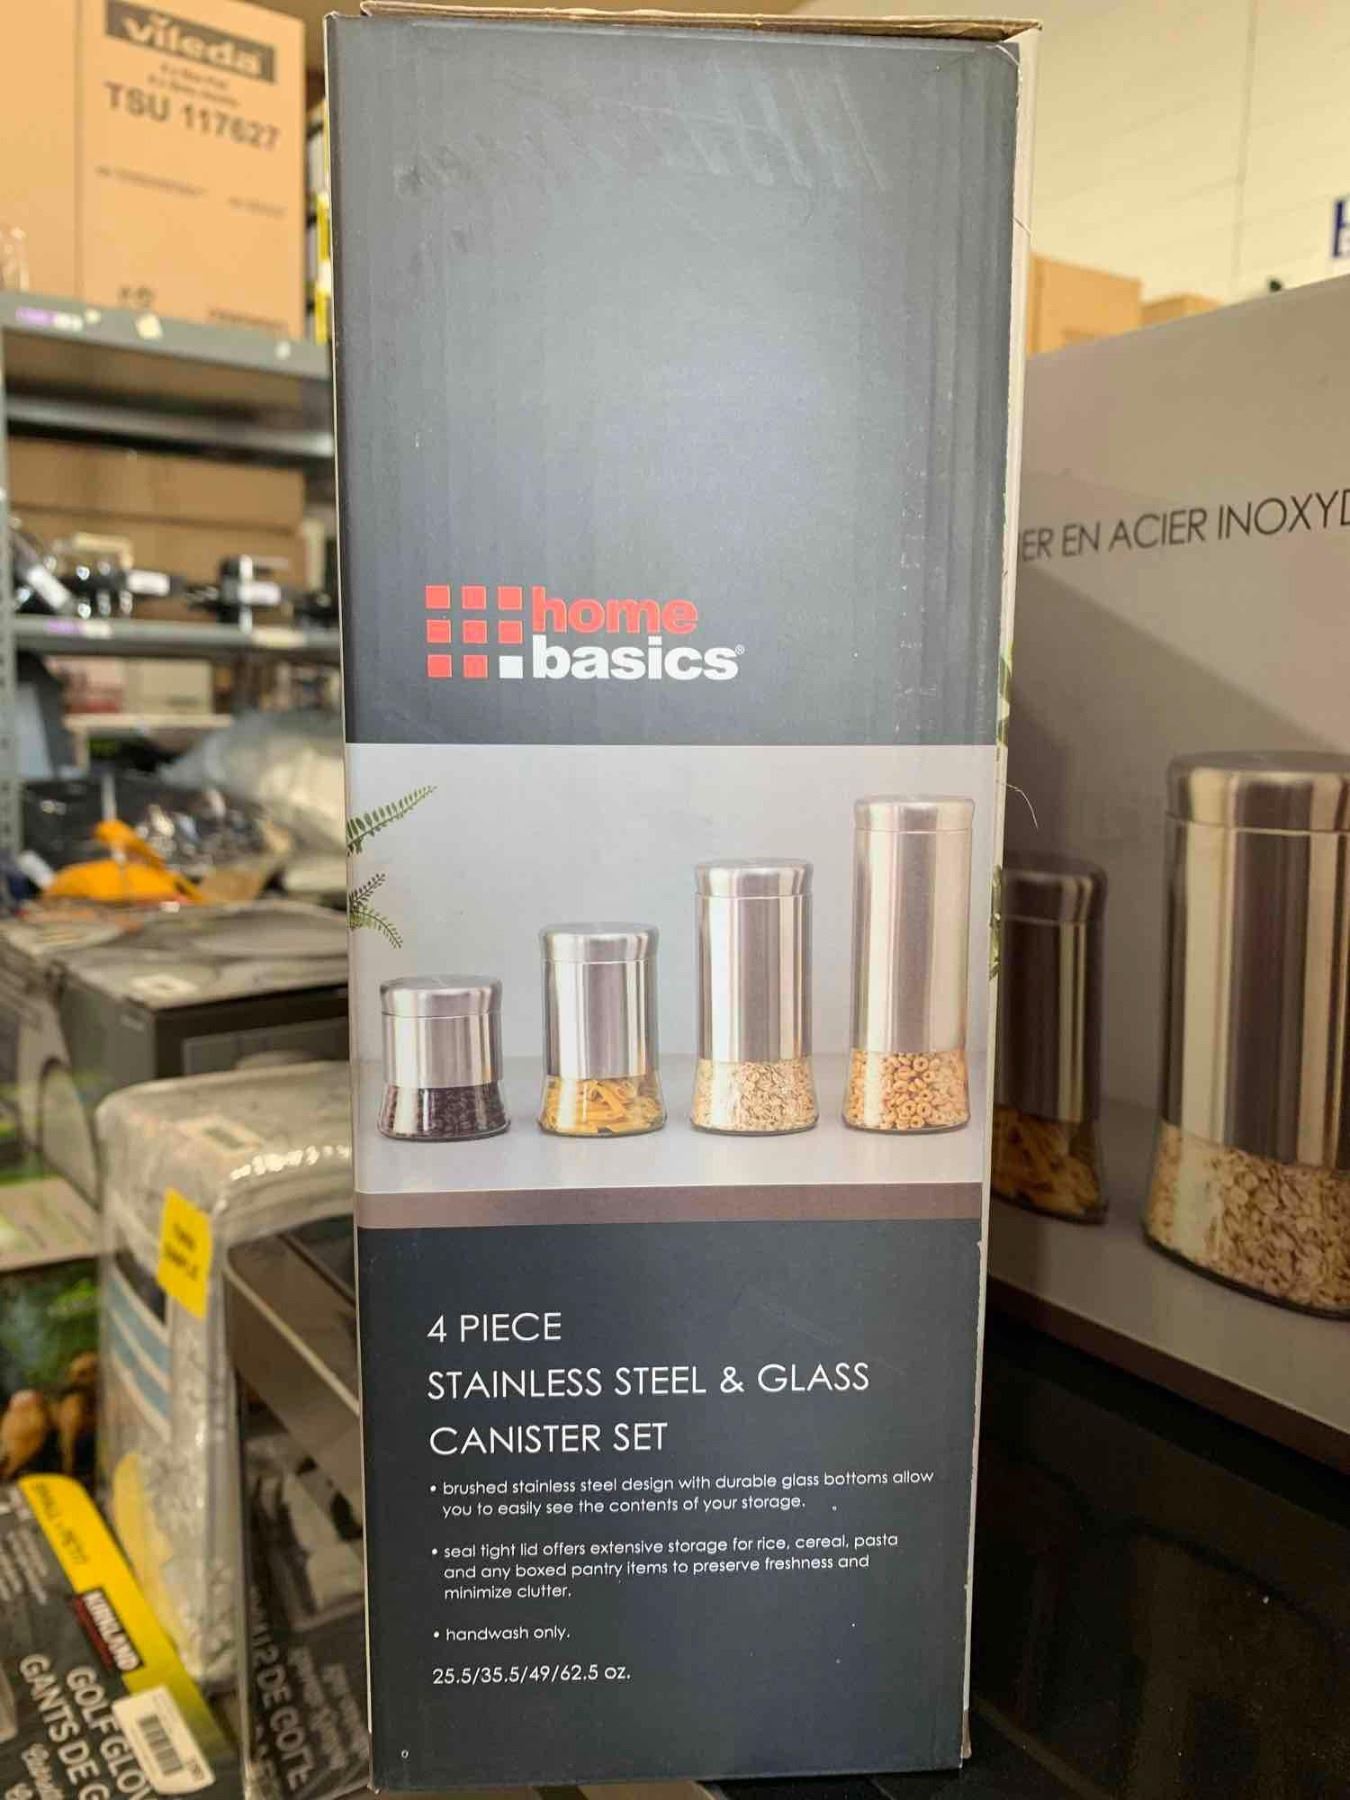 vileda
TSU 117627
ER EN ACIER INOXYD
home
basics®
4 PIECE
STAINLESS STEEL & GLASS
CANISTER SET
• brushed stainless steel design with durable glass bottoms allow
you to easily see the contents of your storage.
• seal tight lid offers extensive storage for rice, cereal, pasta
and any boxed pantry items to preserve freshness and
minimize clutter.
• handwash only.
25.5/35.5/49/62.5 oz.
KIRKLAND
GOLF GLO
GANTS DE G
DE COTE